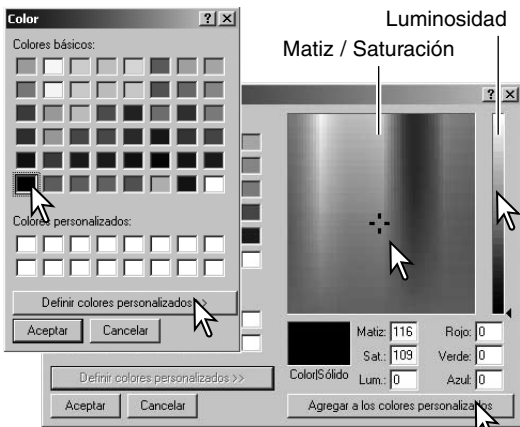 Luminosidad
Matiz / Saturación
Color
Colores básicos:
Colores personalizados:
Definir colores personalizados >>
Aceptar Cancelar
Matiz: 116 Rojo: 0
Sat.: 109 Verde: 0
Color|Sólido Lum.: 0 Azul: 0
Definir colores personalizados >>
Aceptar Cancelar Agregar a los colores personalizados